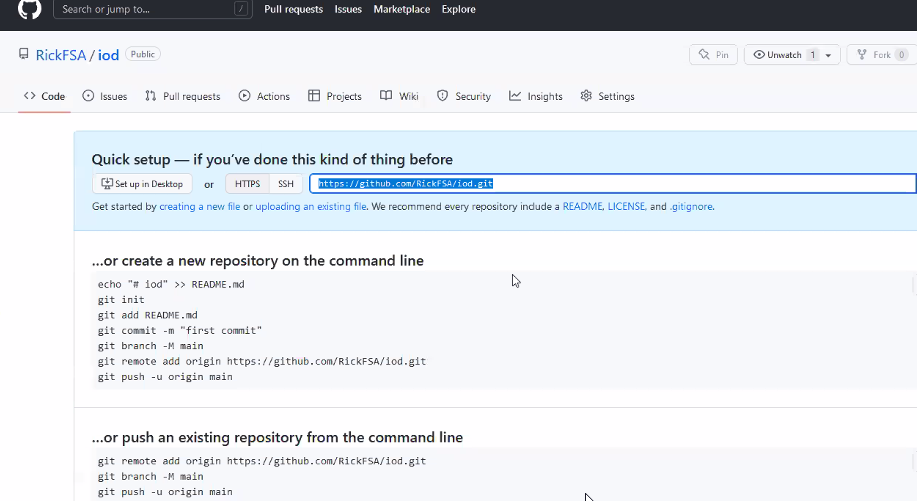 Search or jump to... /
Pull requests Issues Marketplace Explore
RickFSA / iod Public
Pin Unwatch 1 Fork 0
Code Issues Pull requests Actions Projects Wiki Security Insights Settings
Quick setup — if you've done this kind of thing before
Set up in Desktop or HTTPS SSH https://github.com/RickFSA/iod.git
Get started by creating a new file or uploading an existing file. We recommend every repository include a README, LICENSE, and .gitignore.
...or create a new repository on the command line
echo "# iod" >> README.md
git init
git add README.md
git commit -m "first commit"
git branch -M main
git remote add origin https://github.com/RickFSA/iod.git
git push -u origin main
...or push an existing repository from the command line
git remote add origin https://github.com/RickFSA/iod.git
git branch -M main
git push -u origin main